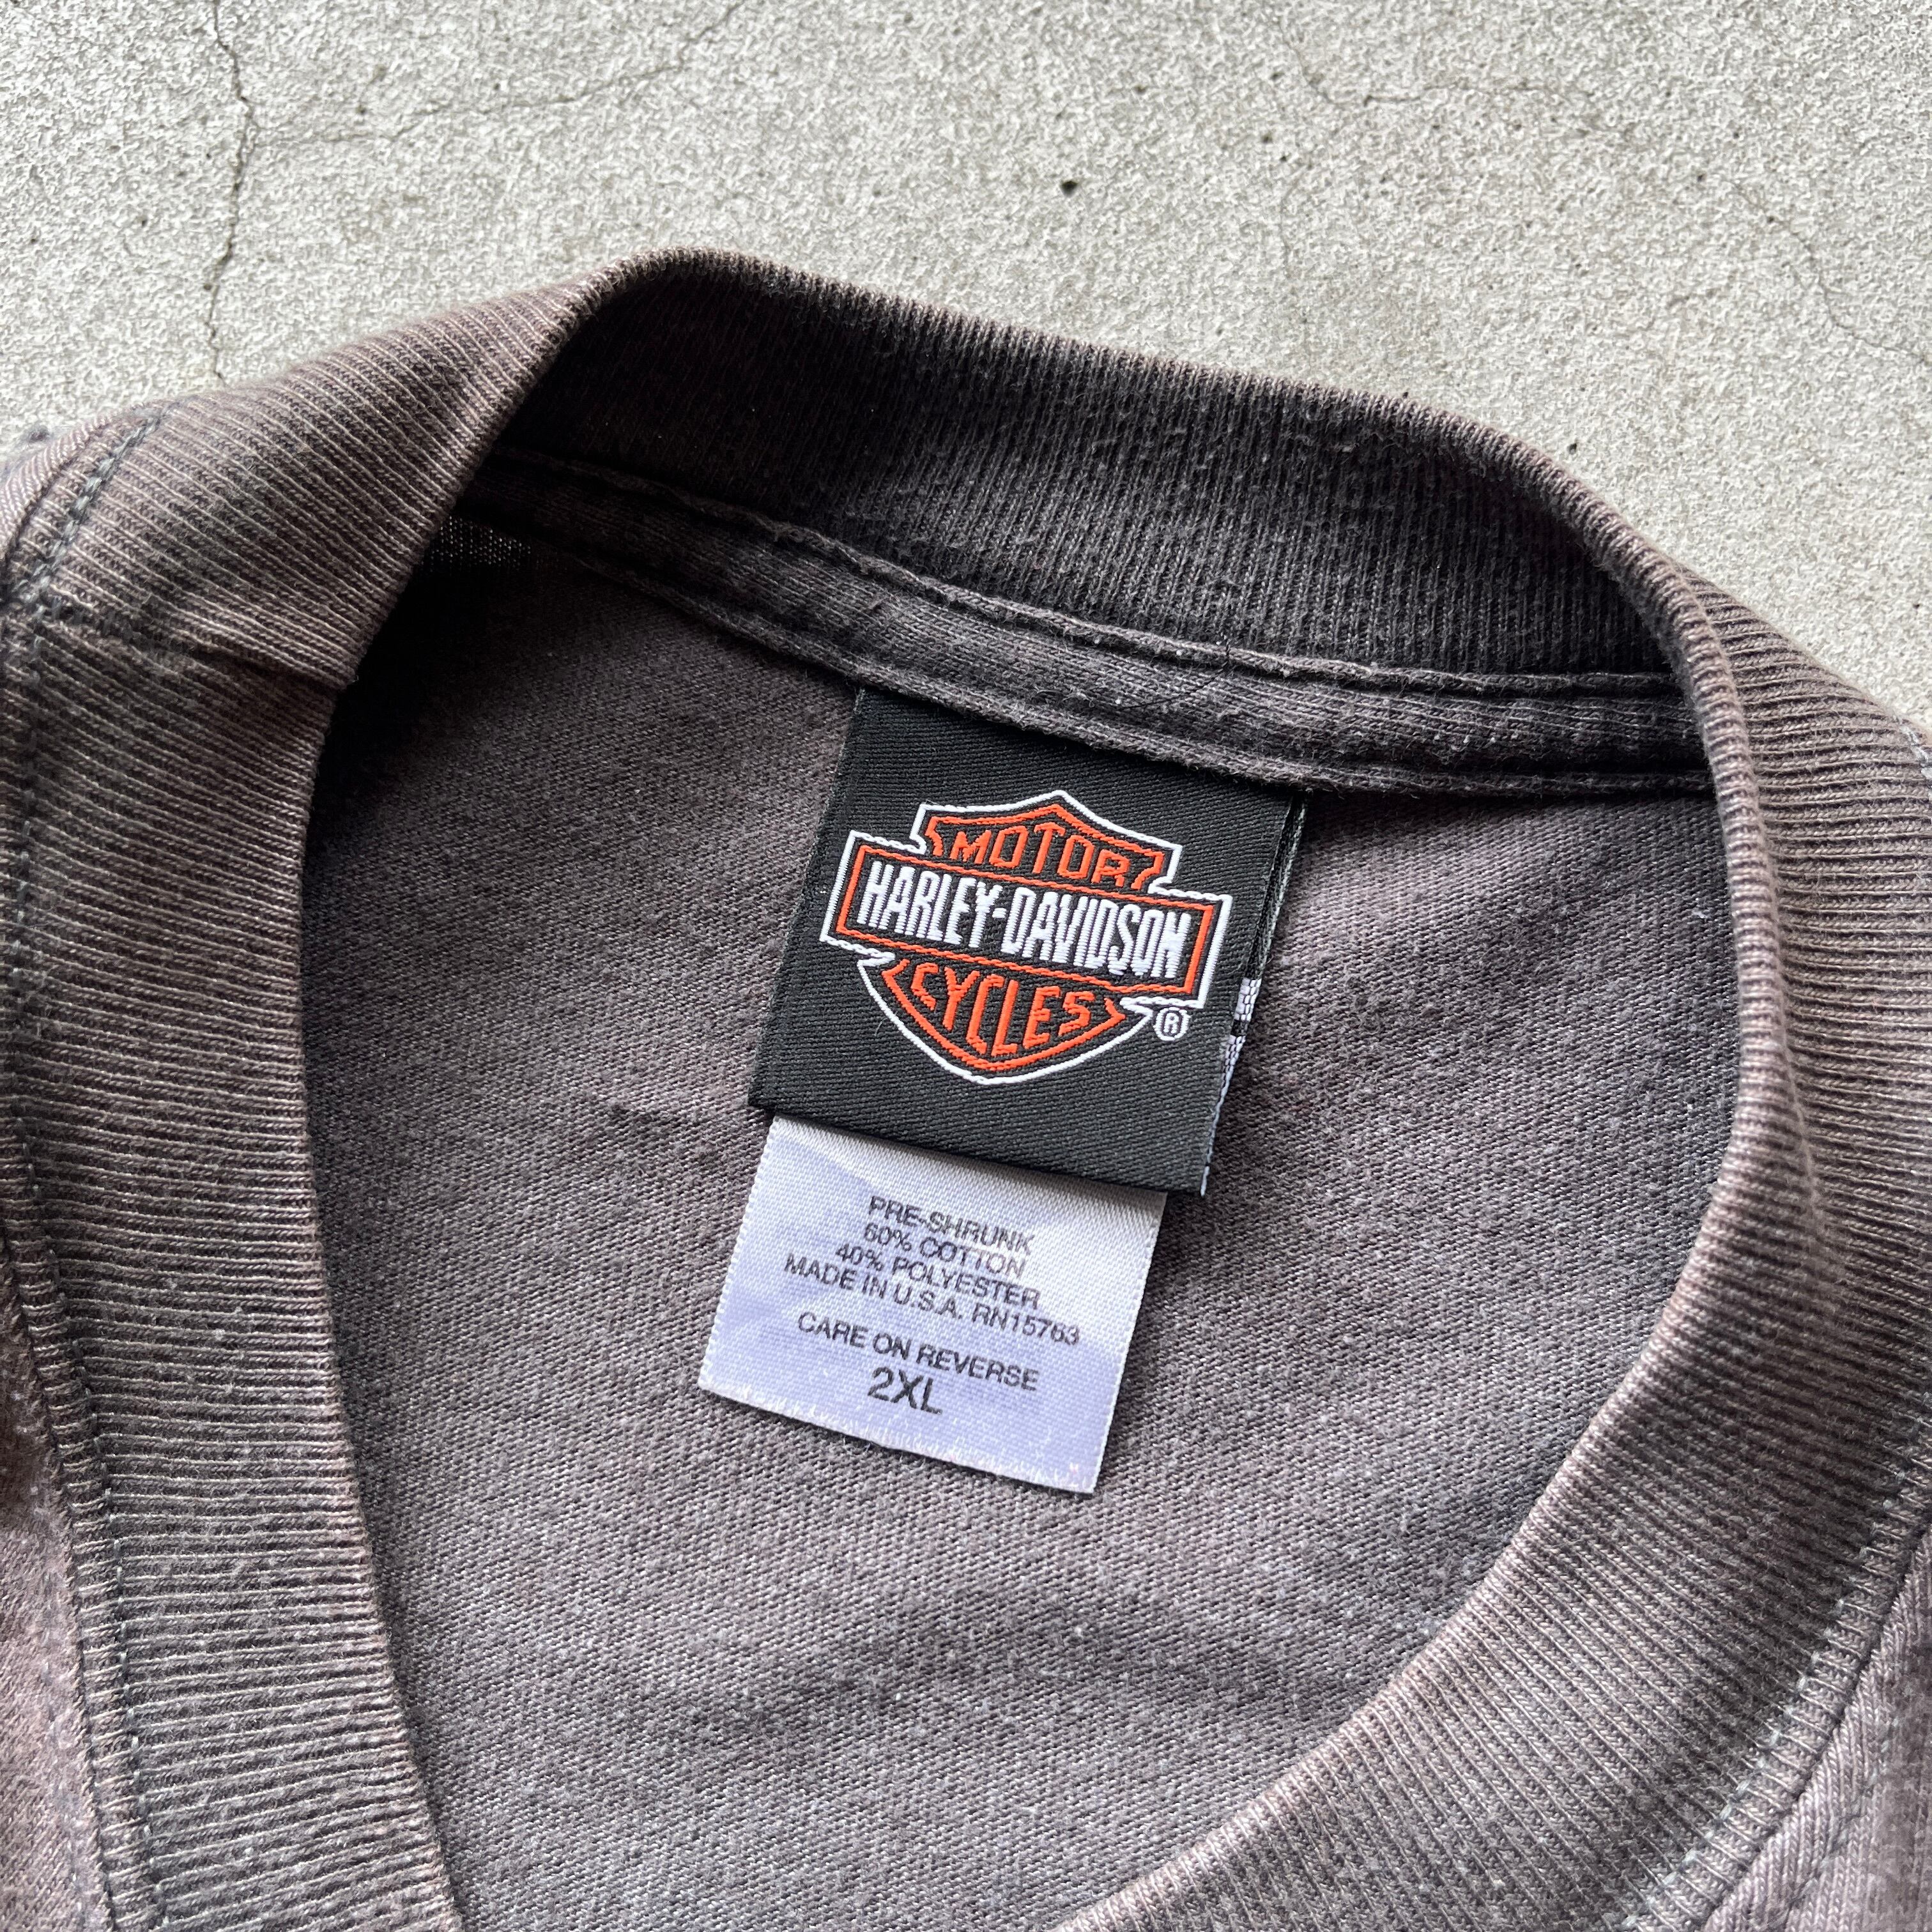 MOTOR
HARLEY-DAVIDSON
CYCLES
®
PRE-SHRUNK
60% COTTON
40% POLYESTER
MADE IN U.S.A. RN15763
CARE ON REVERSE
2XL